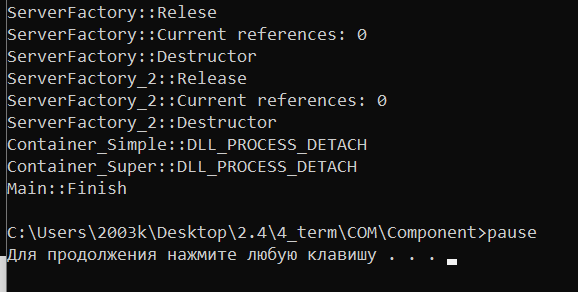 ServerFactory::Relese
ServerFactory::Current references: 0
ServerFactory::Destructor
ServerFactory_2::Release
ServerFactory_2::Current references: 0
ServerFactory_2::Destructor
Container_Simple::DLL_PROCESS_DETACH
Container_Super::DLL_PROCESS_DETACH
Main::Finish
C:\Users\2003k\Desktop\2.4\4_term\COM\Component>pause
Для продолжения нажмите любую клавишу . . .